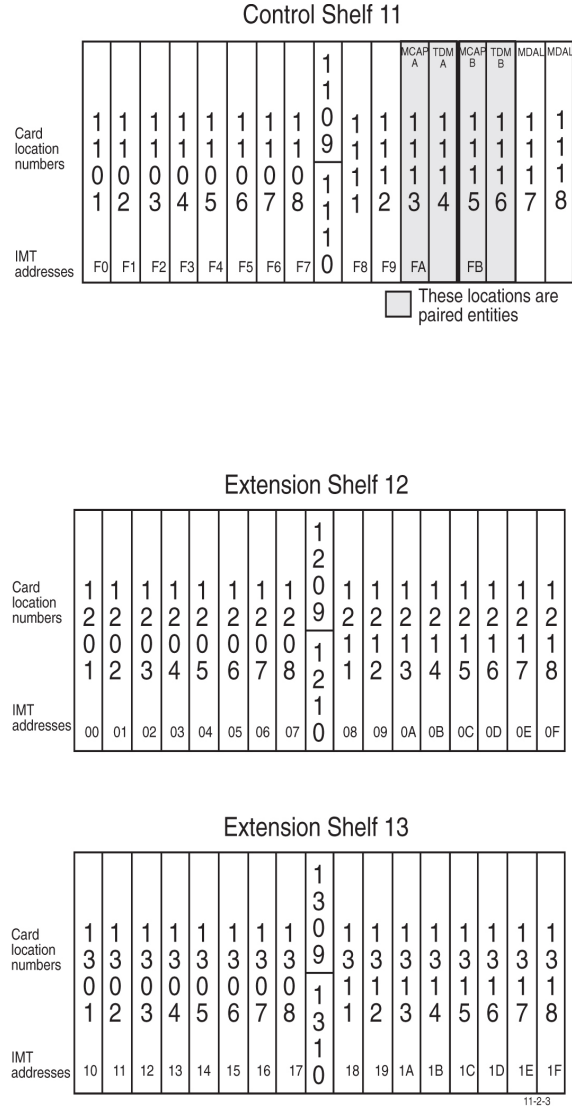 Control Shelf 11
MCAP A TDM A MCAP B TDM B MDAL MDAL
Card location numbers
1101 1102 1103 1104 1105 1106 1107 1108 1109 1110 1111 1112 1113 1114 1115 1116 1117 1118
IMT addresses
F0 F1 F2 F3 F4 F5 F6 F7 F8 F9 FA FB
These locations are
paired entities
Extension Shelf 12
Card location numbers
1201 1202 1203 1204 1205 1206 1207 1208 1209 1210 1211 1212 1213 1214 1215 1216 1217 1218
IMT addresses
00 01 02 03 04 05 06 07 08 09 0A 0B 0C 0D 0E 0F
Extension Shelf 13
Card location numbers
1301 1302 1303 1304 1305 1306 1307 1308 1309 1310 1311 1312 1313 1314 1315 1316 1317 1318
IMT addresses
10 11 12 13 14 15 16 17 18 19 1A 1B 1C 1D 1E 1F
11-2-3